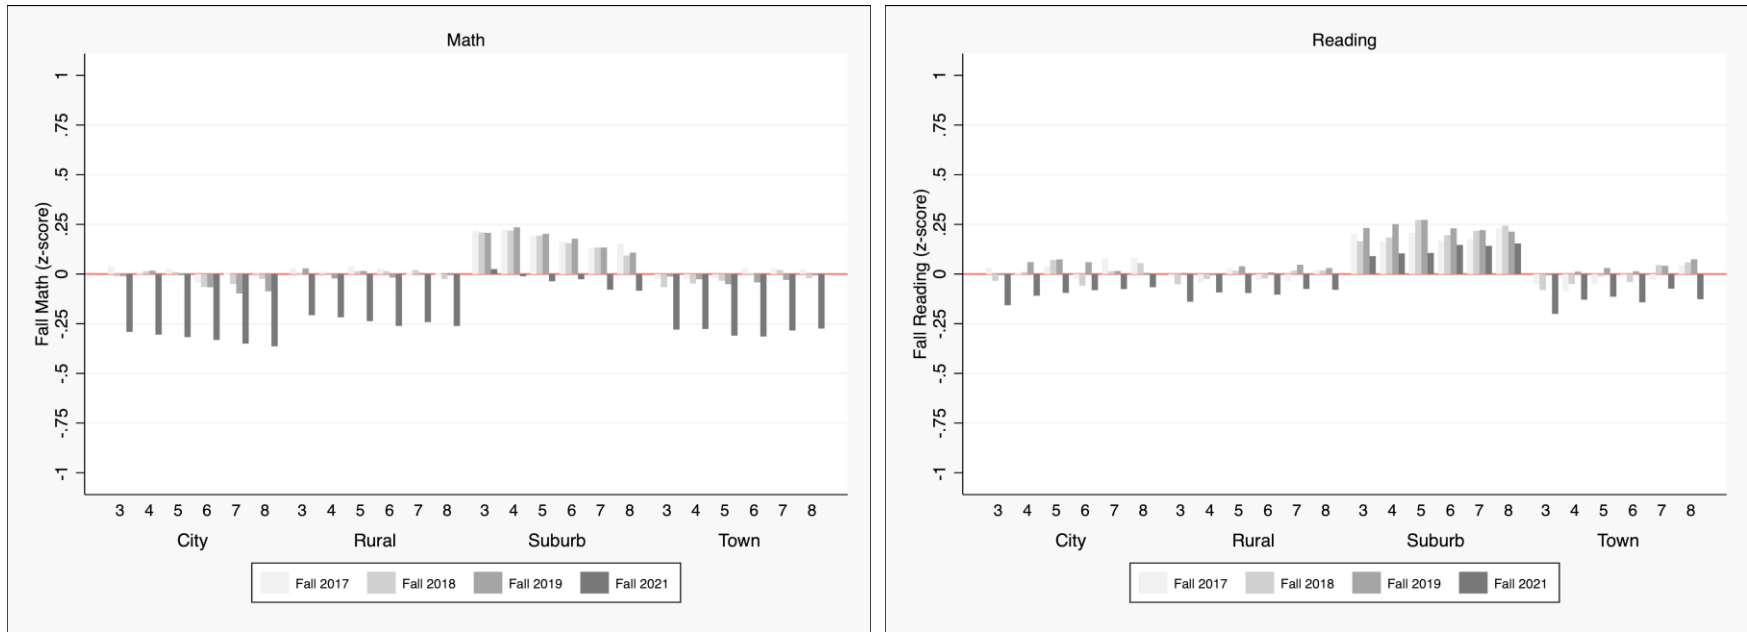 Math
Fall Math (z-score)
1
.75
.5
.25
0
-.25
-.5
-.75
-1
3 4 5 6 7 8 3 4 5 6 7 8 3 4 5 6 7 8 3 4 5 6 7 8
City Rural Suburb Town
Fall 2017 Fall 2018 Fall 2019 Fall 2021
Reading
Fall Reading (z-score)
1
.75
.5
.25
0
-.25
-.5
-.75
-1
3 4 5 6 7 8 3 4 5 6 7 8 3 4 5 6 7 8 3 4 5 6 7 8
City Rural Suburb Town
Fall 2017 Fall 2018 Fall 2019 Fall 2021